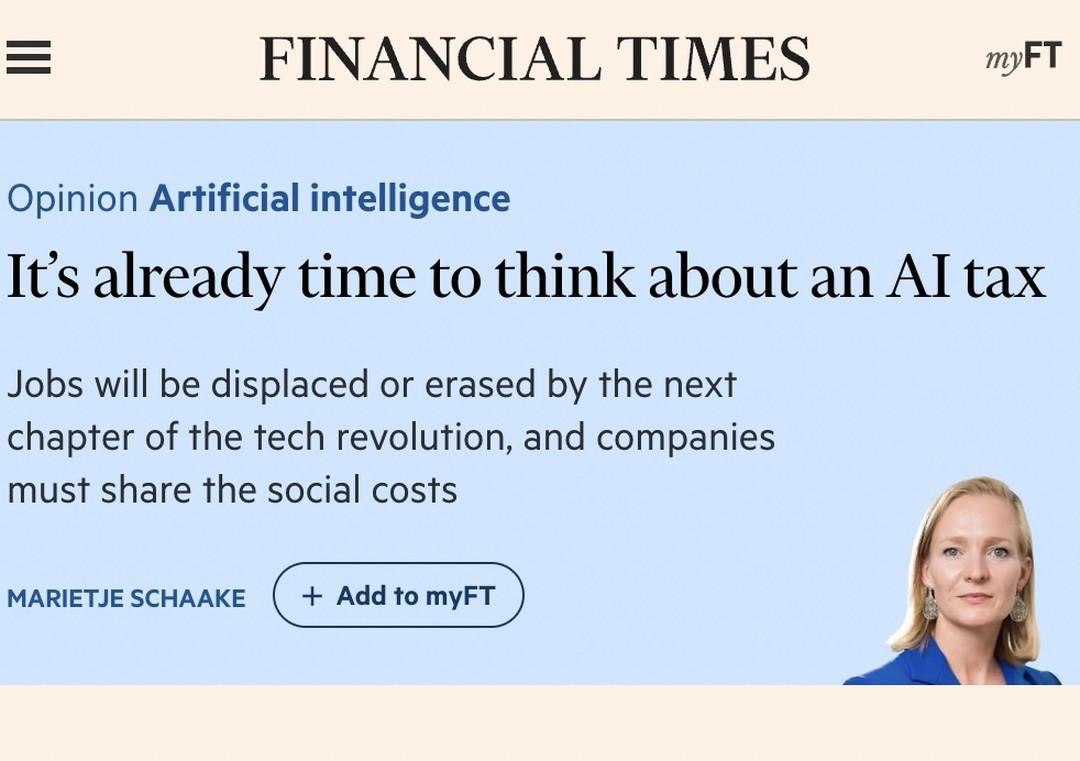 FINANCIAL TIMES
myFT
Opinion Artificial intelligence
It’s already time to think about an AI tax
Jobs will be displaced or erased by the next
chapter of the tech revolution, and companies
must share the social costs
MARIETJE SCHAAKE
+ Add to myFT